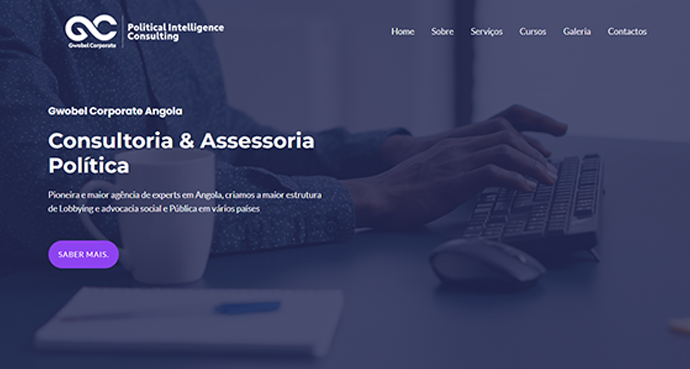 GC
Gwobel Corporate
Political Intelligence
Consulting
Home Sobre Serviços Cursos Galeria Contactos
Gwobel Corporate Angola
Consultoria & Assessoria
Política
Pioneira e maior agência de experts em Angola, criamos a maior estrutura
de Lobbying e advocacia social e Pública em vários países
SABER MAIS.